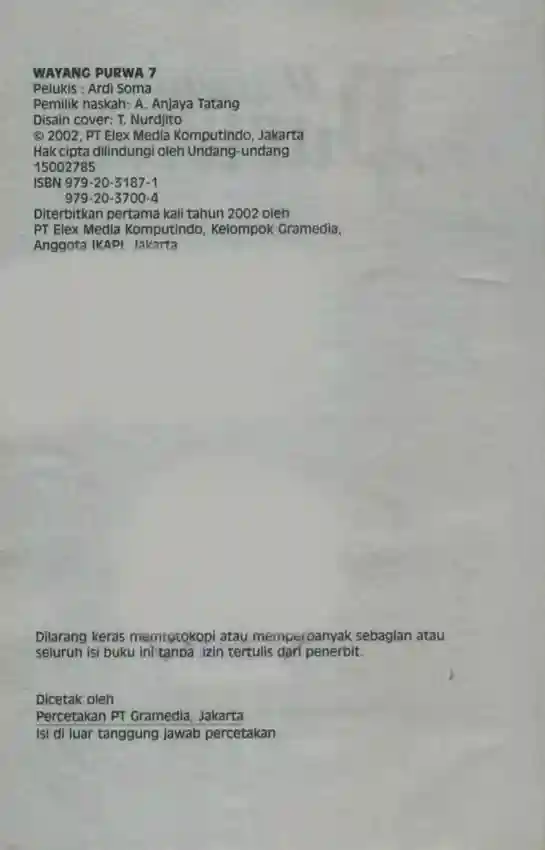 WAYANG PURWA 7
Pelukis : Ardi Soma
Pemilik naskah: A. Anjaya Tatang
Disain cover: T. Nurdjito
© 2002, PT Elex Media Komputindo, Jakarta
Hak cipta dilindungi oleh Undang-undang
15002785
ISBN 979-20-3187-1
979-20-3700-4
Diterbitkan pertama kali tahun 2002 oleh
PT Elex Media Komputindo, Kelompok Gramedia,
Anggota IKAPI, Jakarta
Dilarang keras memfotokopi atau memperbanyak sebagian atau
seluruh isi buku ini tanpa izin tertulis dari penerbit.
Dicetak oleh
Percetakan PT Gramedia, Jakarta
Isi di luar tanggung jawab percetakan